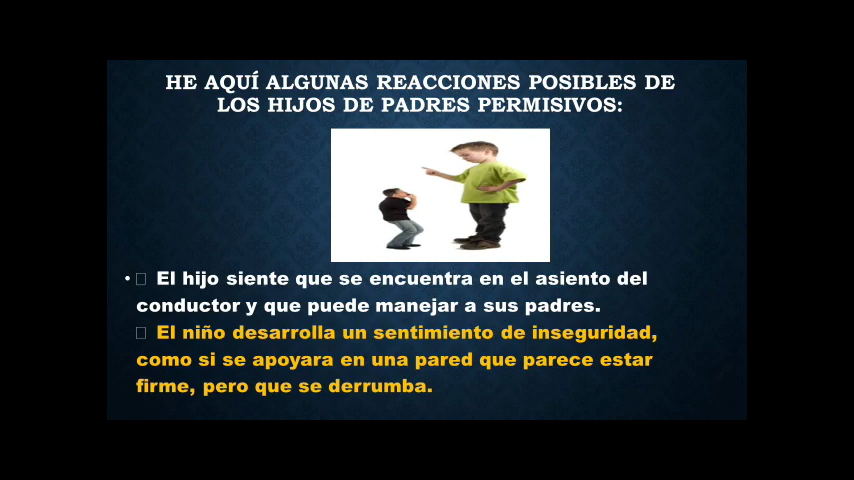 HE AQUÍ ALGUNAS REACCIONES POSIBLES DE
LOS HIJOS DE PADRES PERMISIVOS:
• □ El hijo siente que se encuentra en el asiento del
conductor y que puede manejar a sus padres.
□ El niño desarrolla un sentimiento de inseguridad,
como si se apoyara en una pared que parece estar
firme, pero que se derrumba.